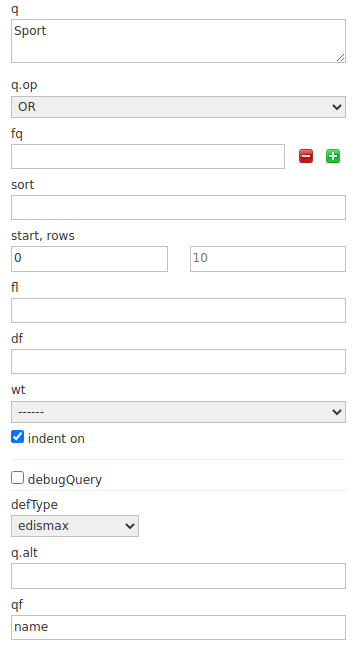 q
Sport
q.op
OR
fq
sort
start, rows
0 10
fl
df
wt
------
indent on
debugQuery
defType
edismax
q.alt
qf
name